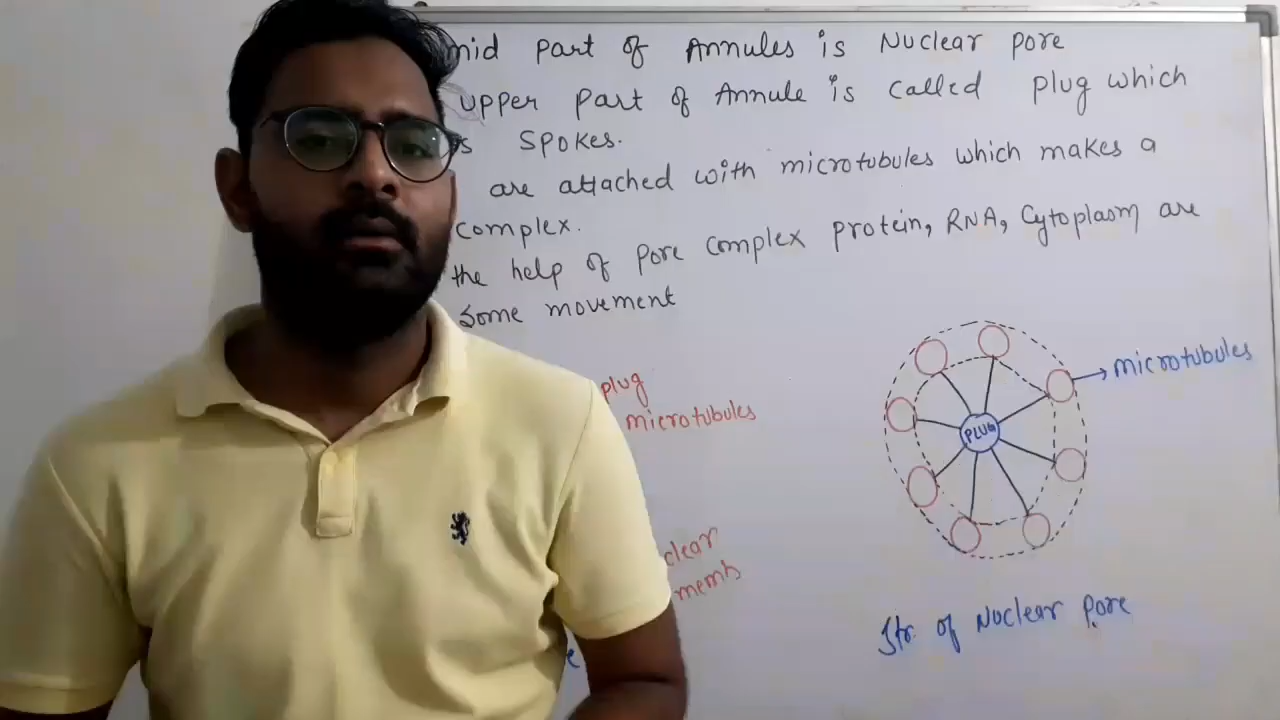 mid part of Annules is Nuclear pore
upper part of Annule is called plug which
s spokes.
are attached with microtubules which makes a
complex.
the help of pore complex protein, RNA, Cytoplasm are
some movement
plug
microtubules
clear
memb
PLUG
microtubules
Str. of Nuclear Pore